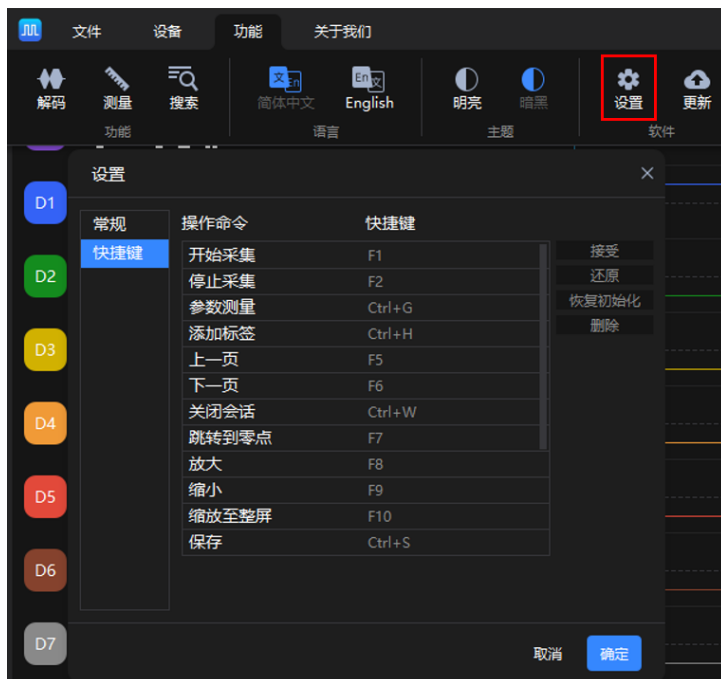 文件 设备 功能 关于我们
解码 测量 搜索 简体中文 English 明亮 暗黑 设置 更新
功能 语言 主题 软件
设置
D1
D2
D3
D4
D5
D6
D7
常规
快捷键
操作命令 快捷键
开始采集 F1
停止采集 F2
参数测量 Ctrl+G
添加标签 Ctrl+H
上一页 F5
下一页 F6
关闭会话 Ctrl+W
跳转到零点 F7
放大 F8
缩小 F9
缩放至整屏 F10
保存 Ctrl+S
接受
还原
恢复初始化
删除
取消 确定